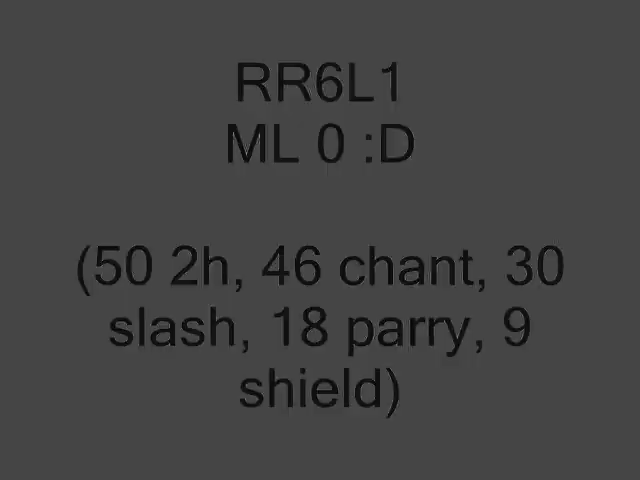 RR6L1
ML 0 :D
(50 2h, 46 chant, 30
slash, 18 parry, 9
shield)